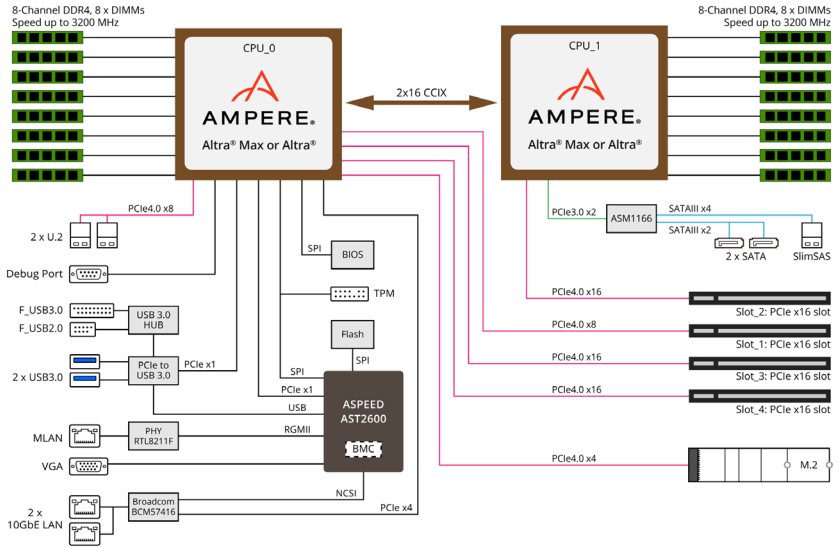 8-Channel DDR4, 8 x DIMMs
Speed up to 3200 MHz
8-Channel DDR4, 8 x DIMMs
Speed up to 3200 MHz
CPU_0
AMPERE®
Altra® Max or Altra®
2x16 CCIX
CPU_1
AMPERE®
Altra® Max or Altra®
PCIe4.0 x8
2 x U.2
Debug Port
F_USB3.0
F_USB2.0
USB 3.0
HUB
2 x USB3.0
PCIe to
USB 3.0
PCIe x1
MLAN
PHY
RTL8211F
VGA
2 x
10GbE LAN
Broadcom
BCM57416
SPI
BIOS
TPM
Flash
SPI
SPI
PCIe x1
USB
RGMII
ASPEED
AST2600
BMC
NCSI
PCIe x4
PCIe3.0 x2
ASM1166
SATAIII x4
SATAIII x2
2 x SATA
SlimSAS
PCIe4.0 x16
Slot_2: PCIe x16 slot
PCIe4.0 x8
Slot_1: PCIe x16 slot
PCIe4.0 x16
Slot_3: PCIe x16 slot
PCIe4.0 x16
Slot_4: PCIe x16 slot
PCIe4.0 x4
M.2